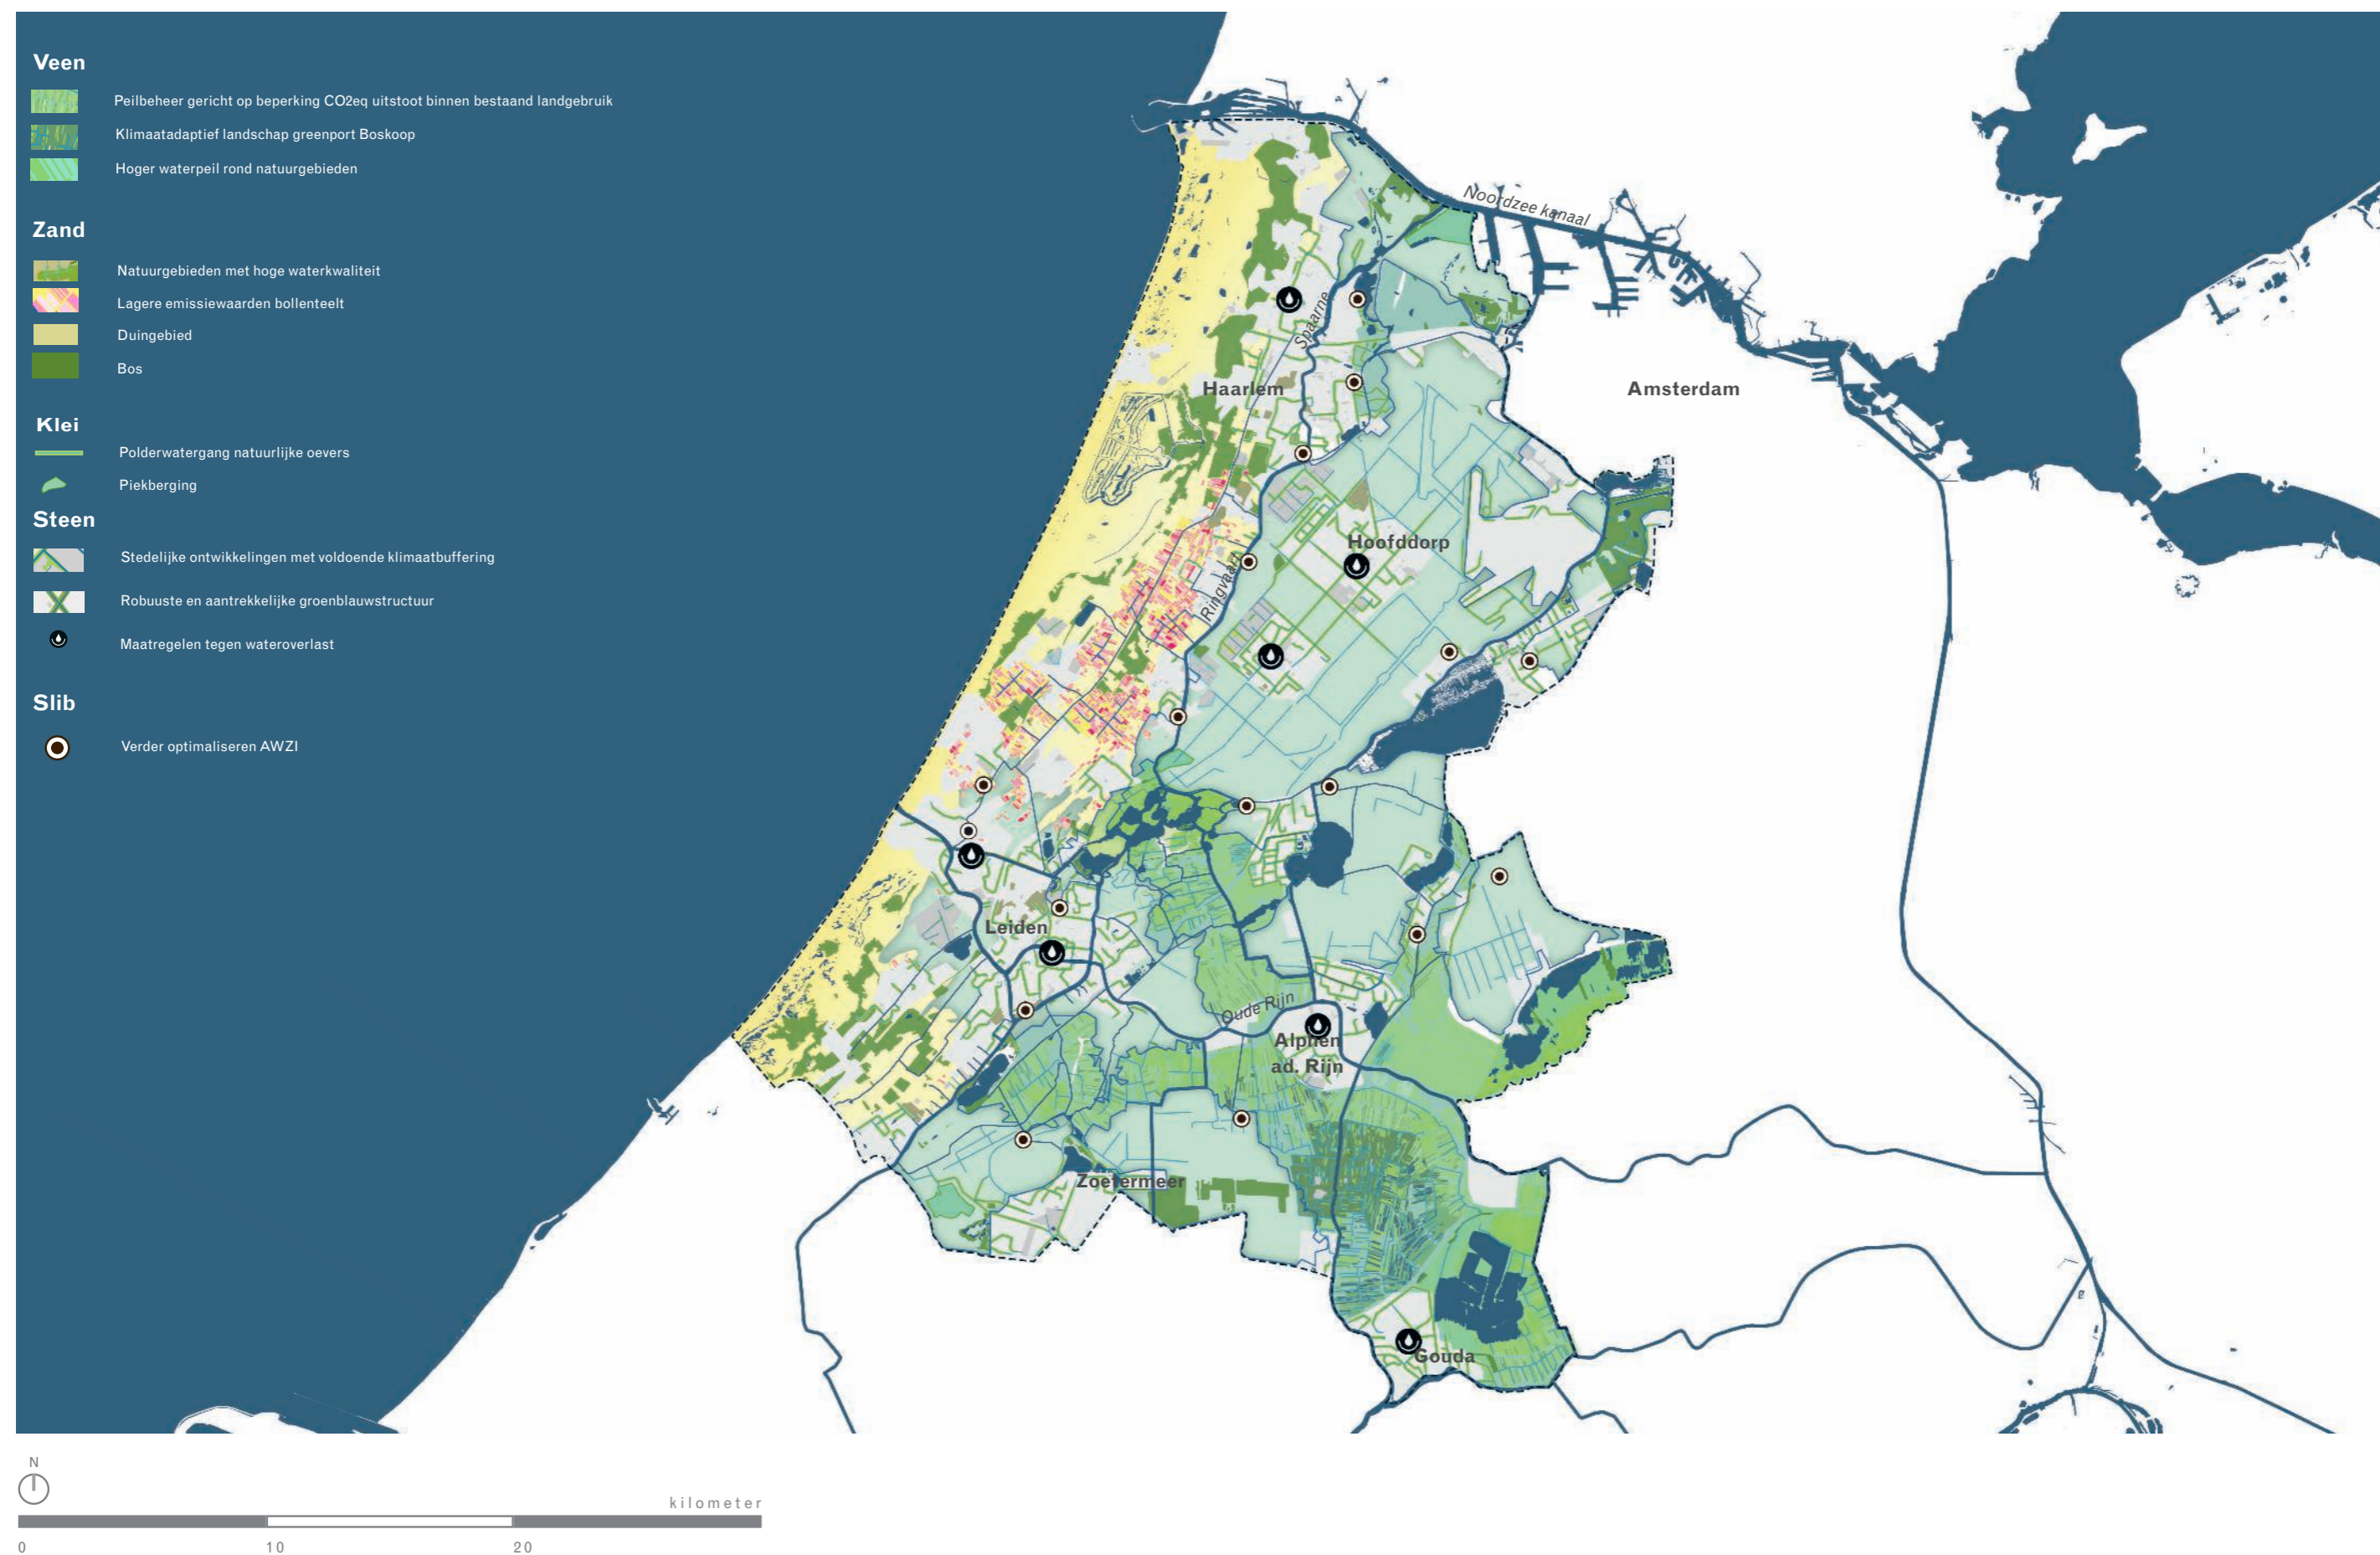 Veen
Peilbeheer gericht op beperking CO2eq uitstoot binnen bestaand landgebruik
Klimaatadaptief landschap greenport Boskoop
Hoger waterpeil rond natuurgebieden
Zand
Natuurgebieden met hoge waterkwaliteit
Lagere emissiewaarden bollenteelt
Duingebied
Bos
Klei
Polderwatergang natuurlijke oevers
Piekberging
Steen
Stedelijke ontwikkelingen met voldoende klimaatbuffering
Robuuste en aantrekkelijke groenblauwstructuur
Maatregelen tegen wateroverlast
Slib
Verder optimaliseren AWZI
Noordzee kanaal
Spaarne
Haarlem
Amsterdam
Hoofddorp
Ringvaart
Leiden
Oude Rijn
Alphen
ad. Rijn
Zoetermeer
Gouda
N
kilometer
0 10 20